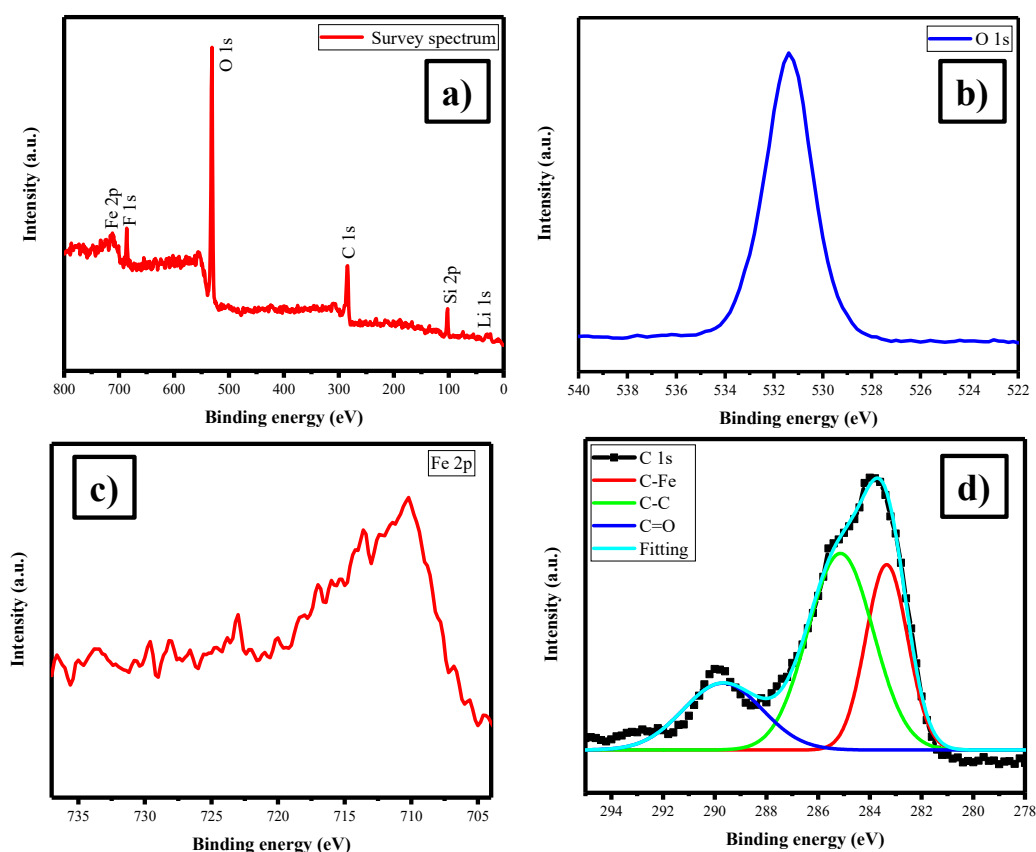 Survey spectrum
a)
O 1s
Fe 2p
F 1s
C 1s
Si 2p
Li 1s
Intensity (a.u.)
800 700 600 500 400 300 200 100 0
Binding energy (eV)
O 1s
b)
Intensity (a.u.)
540 538 536 534 532 530 528 526 524 522
Binding energy (eV)
Fe 2p
c)
Intensity (a.u.)
735 730 725 720 715 710 705
Binding energy (eV)
C 1s
C-Fe
C-C
C=O
Fitting
d)
Intensity (a.u.)
294 292 290 288 286 284 282 280 278
Binding energy (eV)